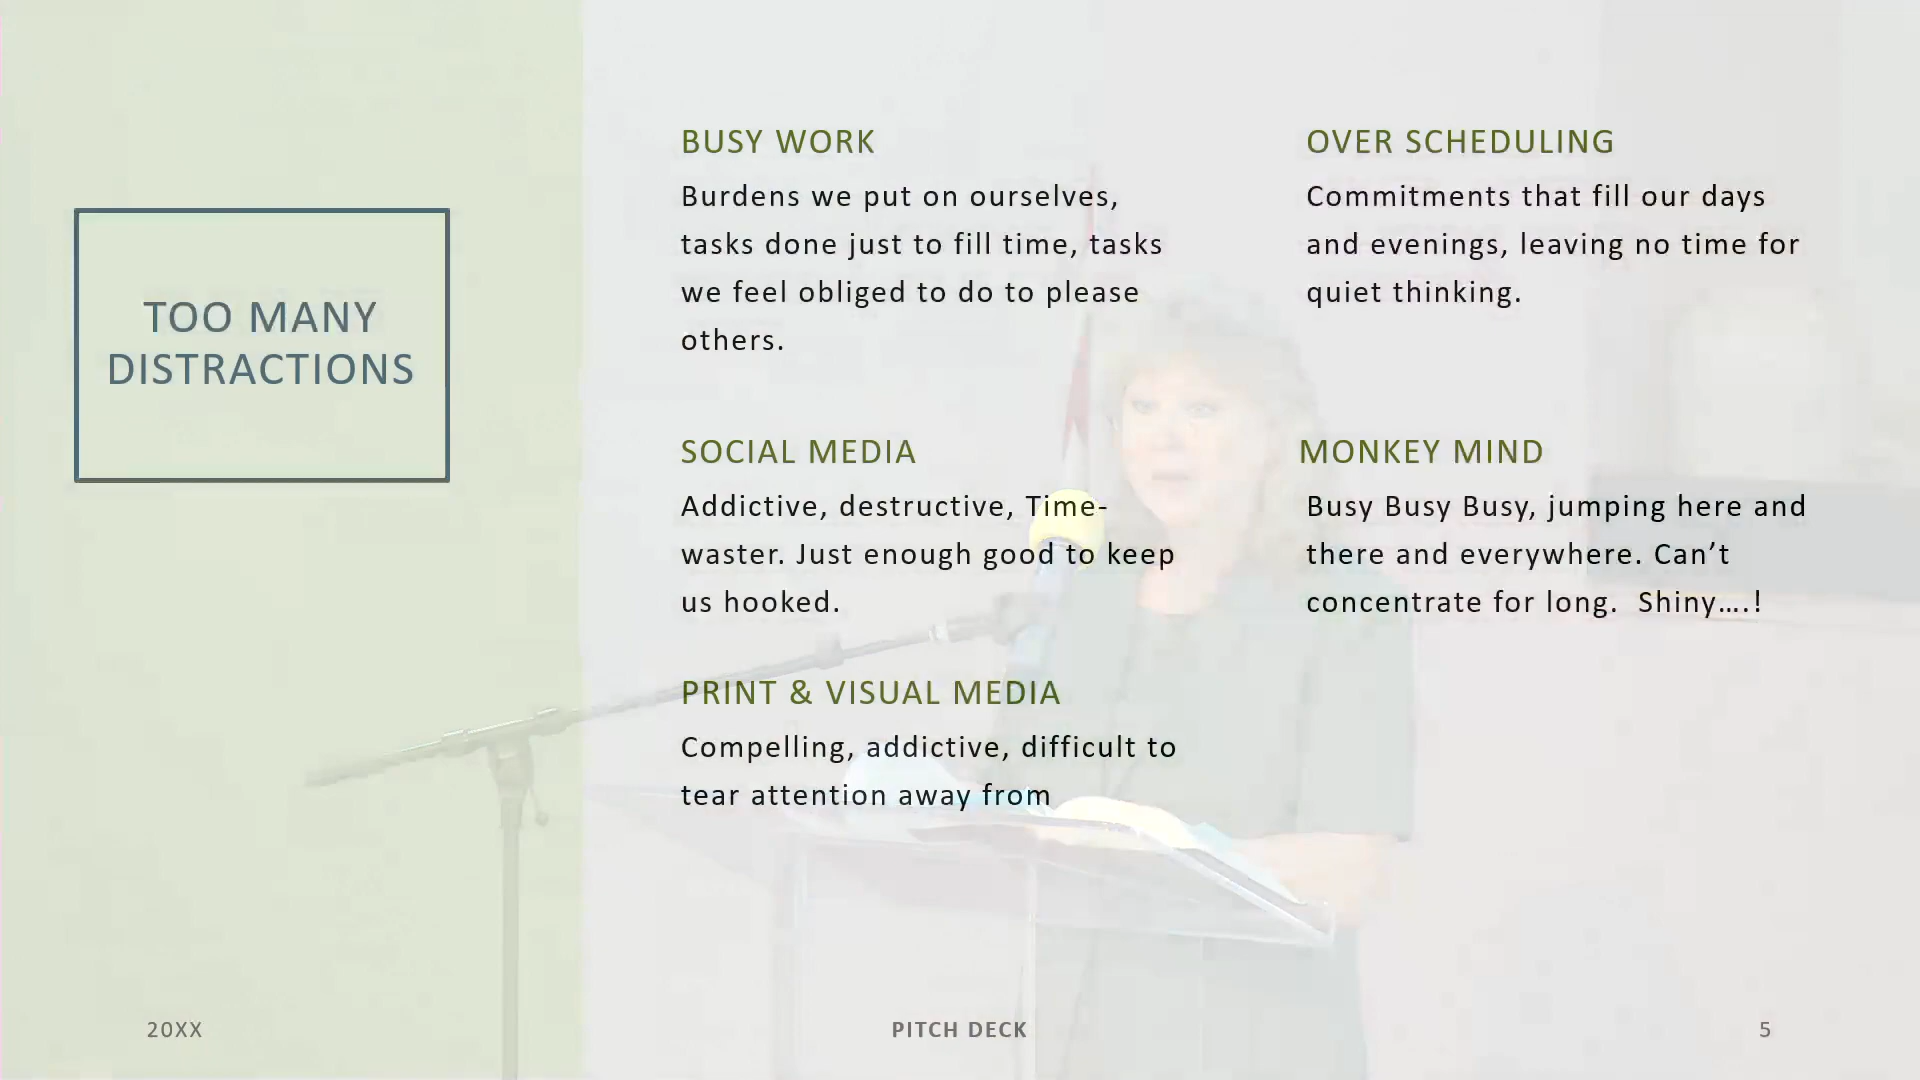 TOO MANY
DISTRACTIONS
BUSY WORK
Burdens we put on ourselves,
tasks done just to fill time, tasks
we feel obliged to do to please
others.
OVER SCHEDULING
Commitments that fill our days
and evenings, leaving no time for
quiet thinking.
SOCIAL MEDIA
Addictive, destructive, Time-
waster. Just enough good to keep
us hooked.
MONKEY MIND
Busy Busy Busy, jumping here and
there and everywhere. Can’t
concentrate for long.  Shiny….!
PRINT & VISUAL MEDIA
Compelling, addictive, difficult to
tear attention away from
20XX
PITCH DECK
5